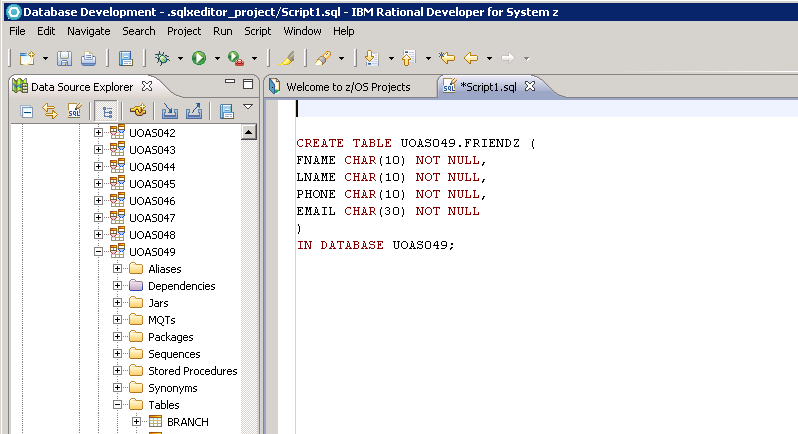 Database Development - .sqlxeditor_project/Script1.sql - IBM Rational Developer for System z
File Edit Navigate Search Project Run Script Window Help
Data Source Explorer
Welcome to z/OS Projects
*Script1.sql
SQL
UOAS042
UOAS043
UOAS044
UOAS045
UOAS046
UOAS047
UOAS048
UOAS049
Aliases
Dependencies
Jars
MQTs
Packages
Sequences
Stored Procedures
Synonyms
Tables
BRANCH
CREATE TABLE UOAS049.FRIENDZ (
FNAME CHAR(10) NOT NULL,
LNAME CHAR(10) NOT NULL,
PHONE CHAR(10) NOT NULL,
EMAIL CHAR(30) NOT NULL
)
IN DATABASE UOAS049;